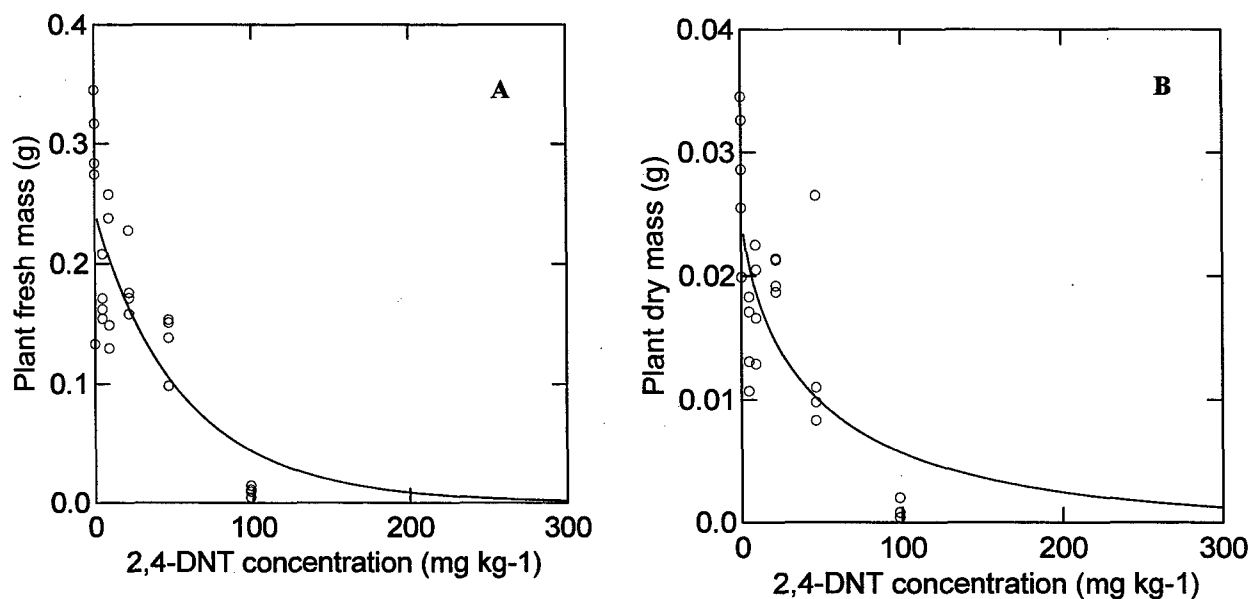 A
Plant fresh mass (g)
0.4
0.3
0.2
0.1
0.0
0 100 200 300
2,4-DNT concentration (mg kg-1)
B
Plant dry mass (g)
0.04
0.03
0.02
0.01
0.0
0 100 200 300
2,4-DNT concentration (mg kg-1)